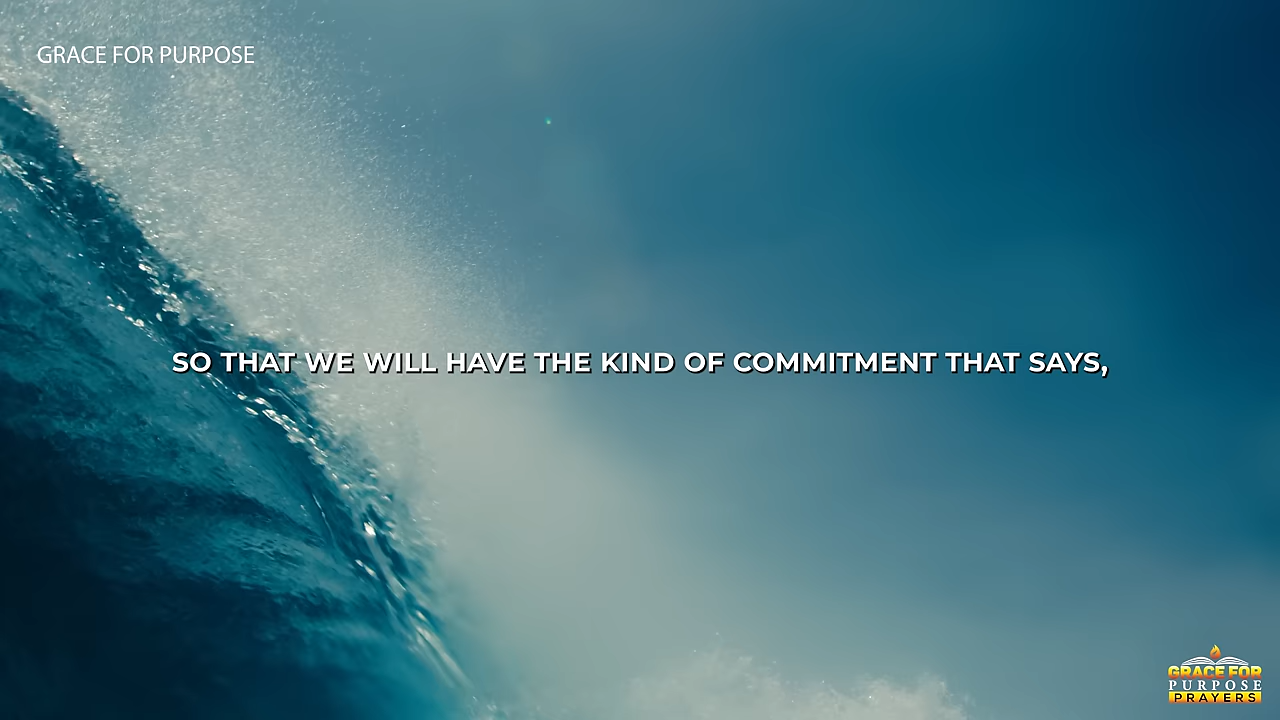 GRACE FOR PURPOSE
SO THAT WE WILL HAVE THE KIND OF COMMITMENT THAT SAYS,
GRACE FOR
PURPOSE
PRAYERS